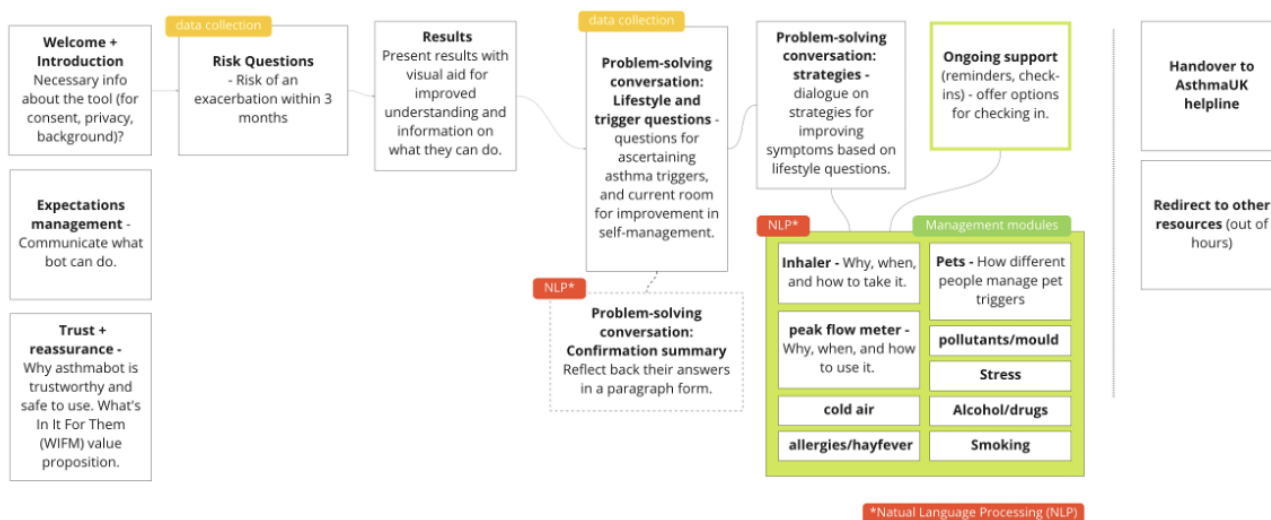 data collection
Welcome +
Introduction
Necessary info
about the tool (for
consent, privacy,
background)?
Risk Questions
- Risk of an
exacerbation within 3
months
Results
Present results with
visual aid for
improved
understanding and
information on
what they can do.
data collection
Problem-solving
conversation:
Lifestyle and
trigger questions -
questions for
ascertaining
asthma triggers,
and current room
for improvement in
self-management.
Problem-solving
conversation:
strategies -
dialogue on
strategies for
improving
symptoms based on
lifestyle questions.
Ongoing support
(reminders, check-
ins) - offer options
for checking in.
Handover to
AsthmaUK
helpline
Expectations
management -
Communicate what
bot can do.
Redirect to other
resources (out of
hours)
Trust +
reassurance -
Why asthmabot is
trustworthy and
safe to use. What's
In It For Them
(WIFM) value
proposition.
NLP*
Problem-solving
conversation:
Confirmation summary
Reflect back their answers
in a paragraph form.
NLP*
Management modules
Inhaler - Why, when,
and how to take it.
peak flow meter -
Why, when, and how
to use it.
cold air
allergies/hayfever
Pets - How different
people manage pet
triggers
pollutants/mould
Stress
Alcohol/drugs
Smoking
*Natual Language Processing (NLP)